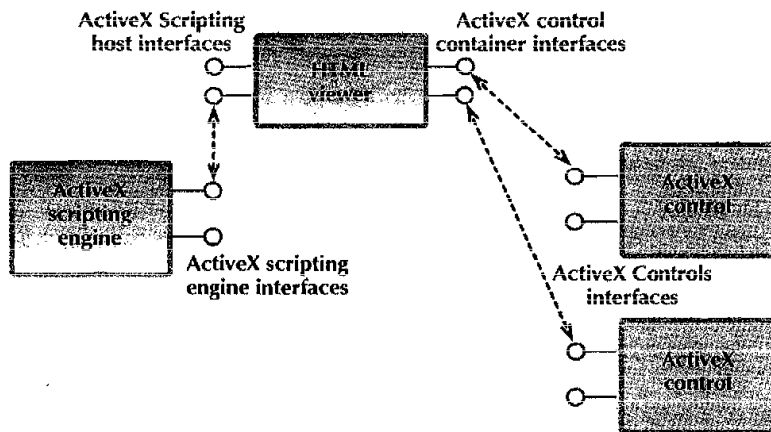 ActiveX Scripting
host interfaces
ActiveX control
container interfaces
HTML
viewer
ActiveX
scripting
engine
ActiveX scripting
engine interfaces
ActiveX
control
ActiveX Controls
interfaces
ActiveX
control